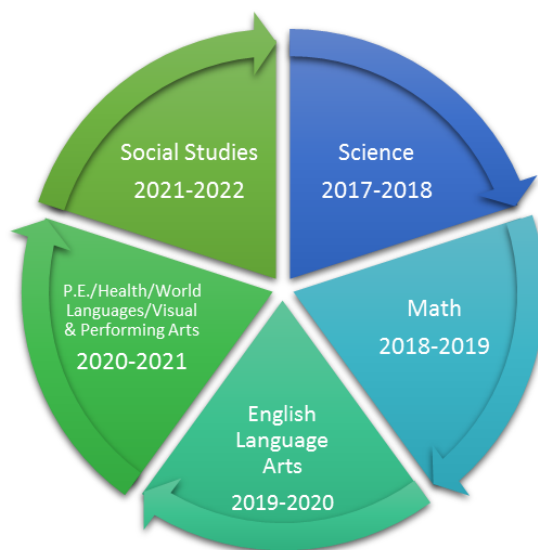 Science
2017-2018
Math
2018-2019
English
Language
Arts
2019-2020
P.E./Health/World
Languages/Visual
& Performing Arts
2020-2021
Social Studies
2021-2022